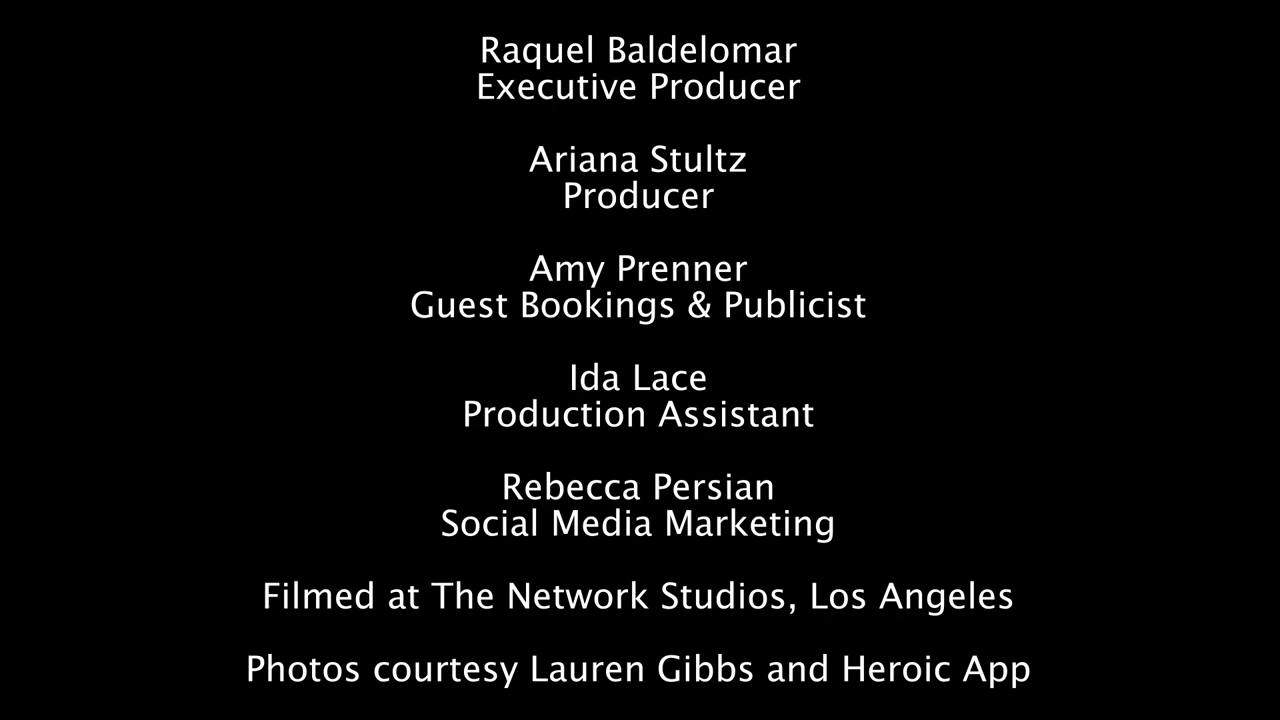 Raquel Baldelomar
Executive Producer
Ariana Stultz
Producer
Amy Prenner
Guest Bookings & Publicist
Ida Lace
Production Assistant
Rebecca Persian
Social Media Marketing
Filmed at The Network Studios, Los Angeles
Photos courtesy Lauren Gibbs and Heroic App